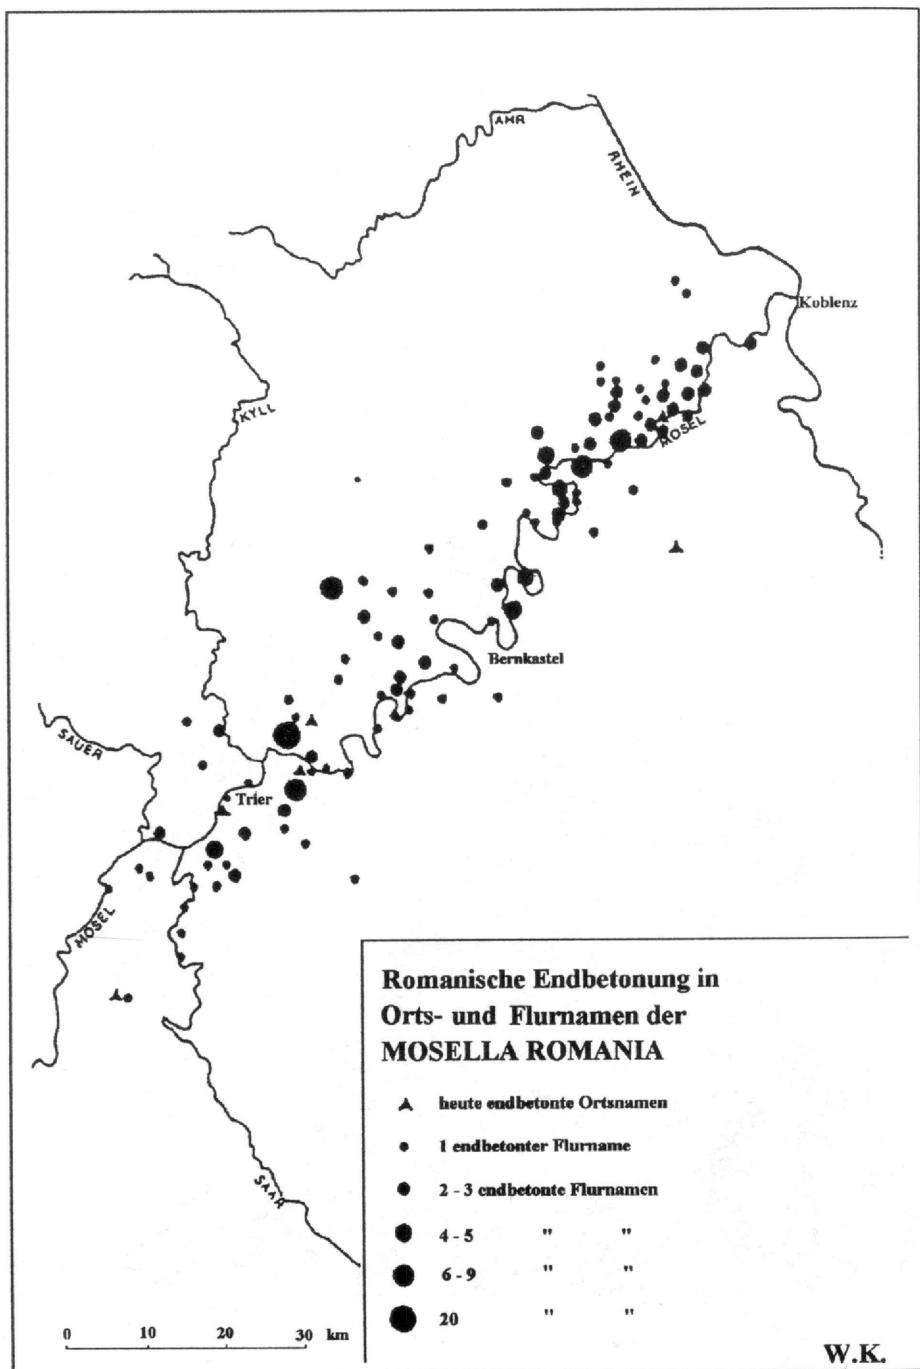 AHR
RHEIN
Koblenz
KYLL
MOSEL
Bernkastel
SAUER
Trier
MOSEL
SAAR
Romanische Endbetonung in
Orts- und Flurnamen der
MOSELLA ROMANIA
heute endbetonte Ortsnamen
1 endbetonter Flurname
2 - 3 endbetonte Flurnamen
4 - 5 " "
6 - 9 " "
20 " "
0 10 20 30 km
W.K.